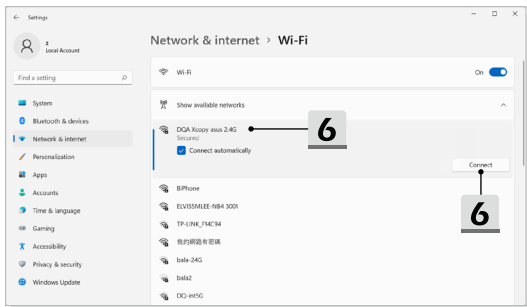 Settings
z
Local Account
Find a setting
System
Bluetooth & devices
Network & internet
Personalization
Apps
Accounts
Time & language
Gaming
Accessibility
Privacy & security
Windows Update
Network & internet > Wi-Fi
Wi-Fi
On
Show available networks
DQA Xcopy asus 2.4G
Secured
Connect automatically
6
Connect
6
BiPhone
ELVISSMLEE-NB4 3001
TP-LINK_F14C94
我的網路有密碼
bala-24G
bala2
DQ-int5G